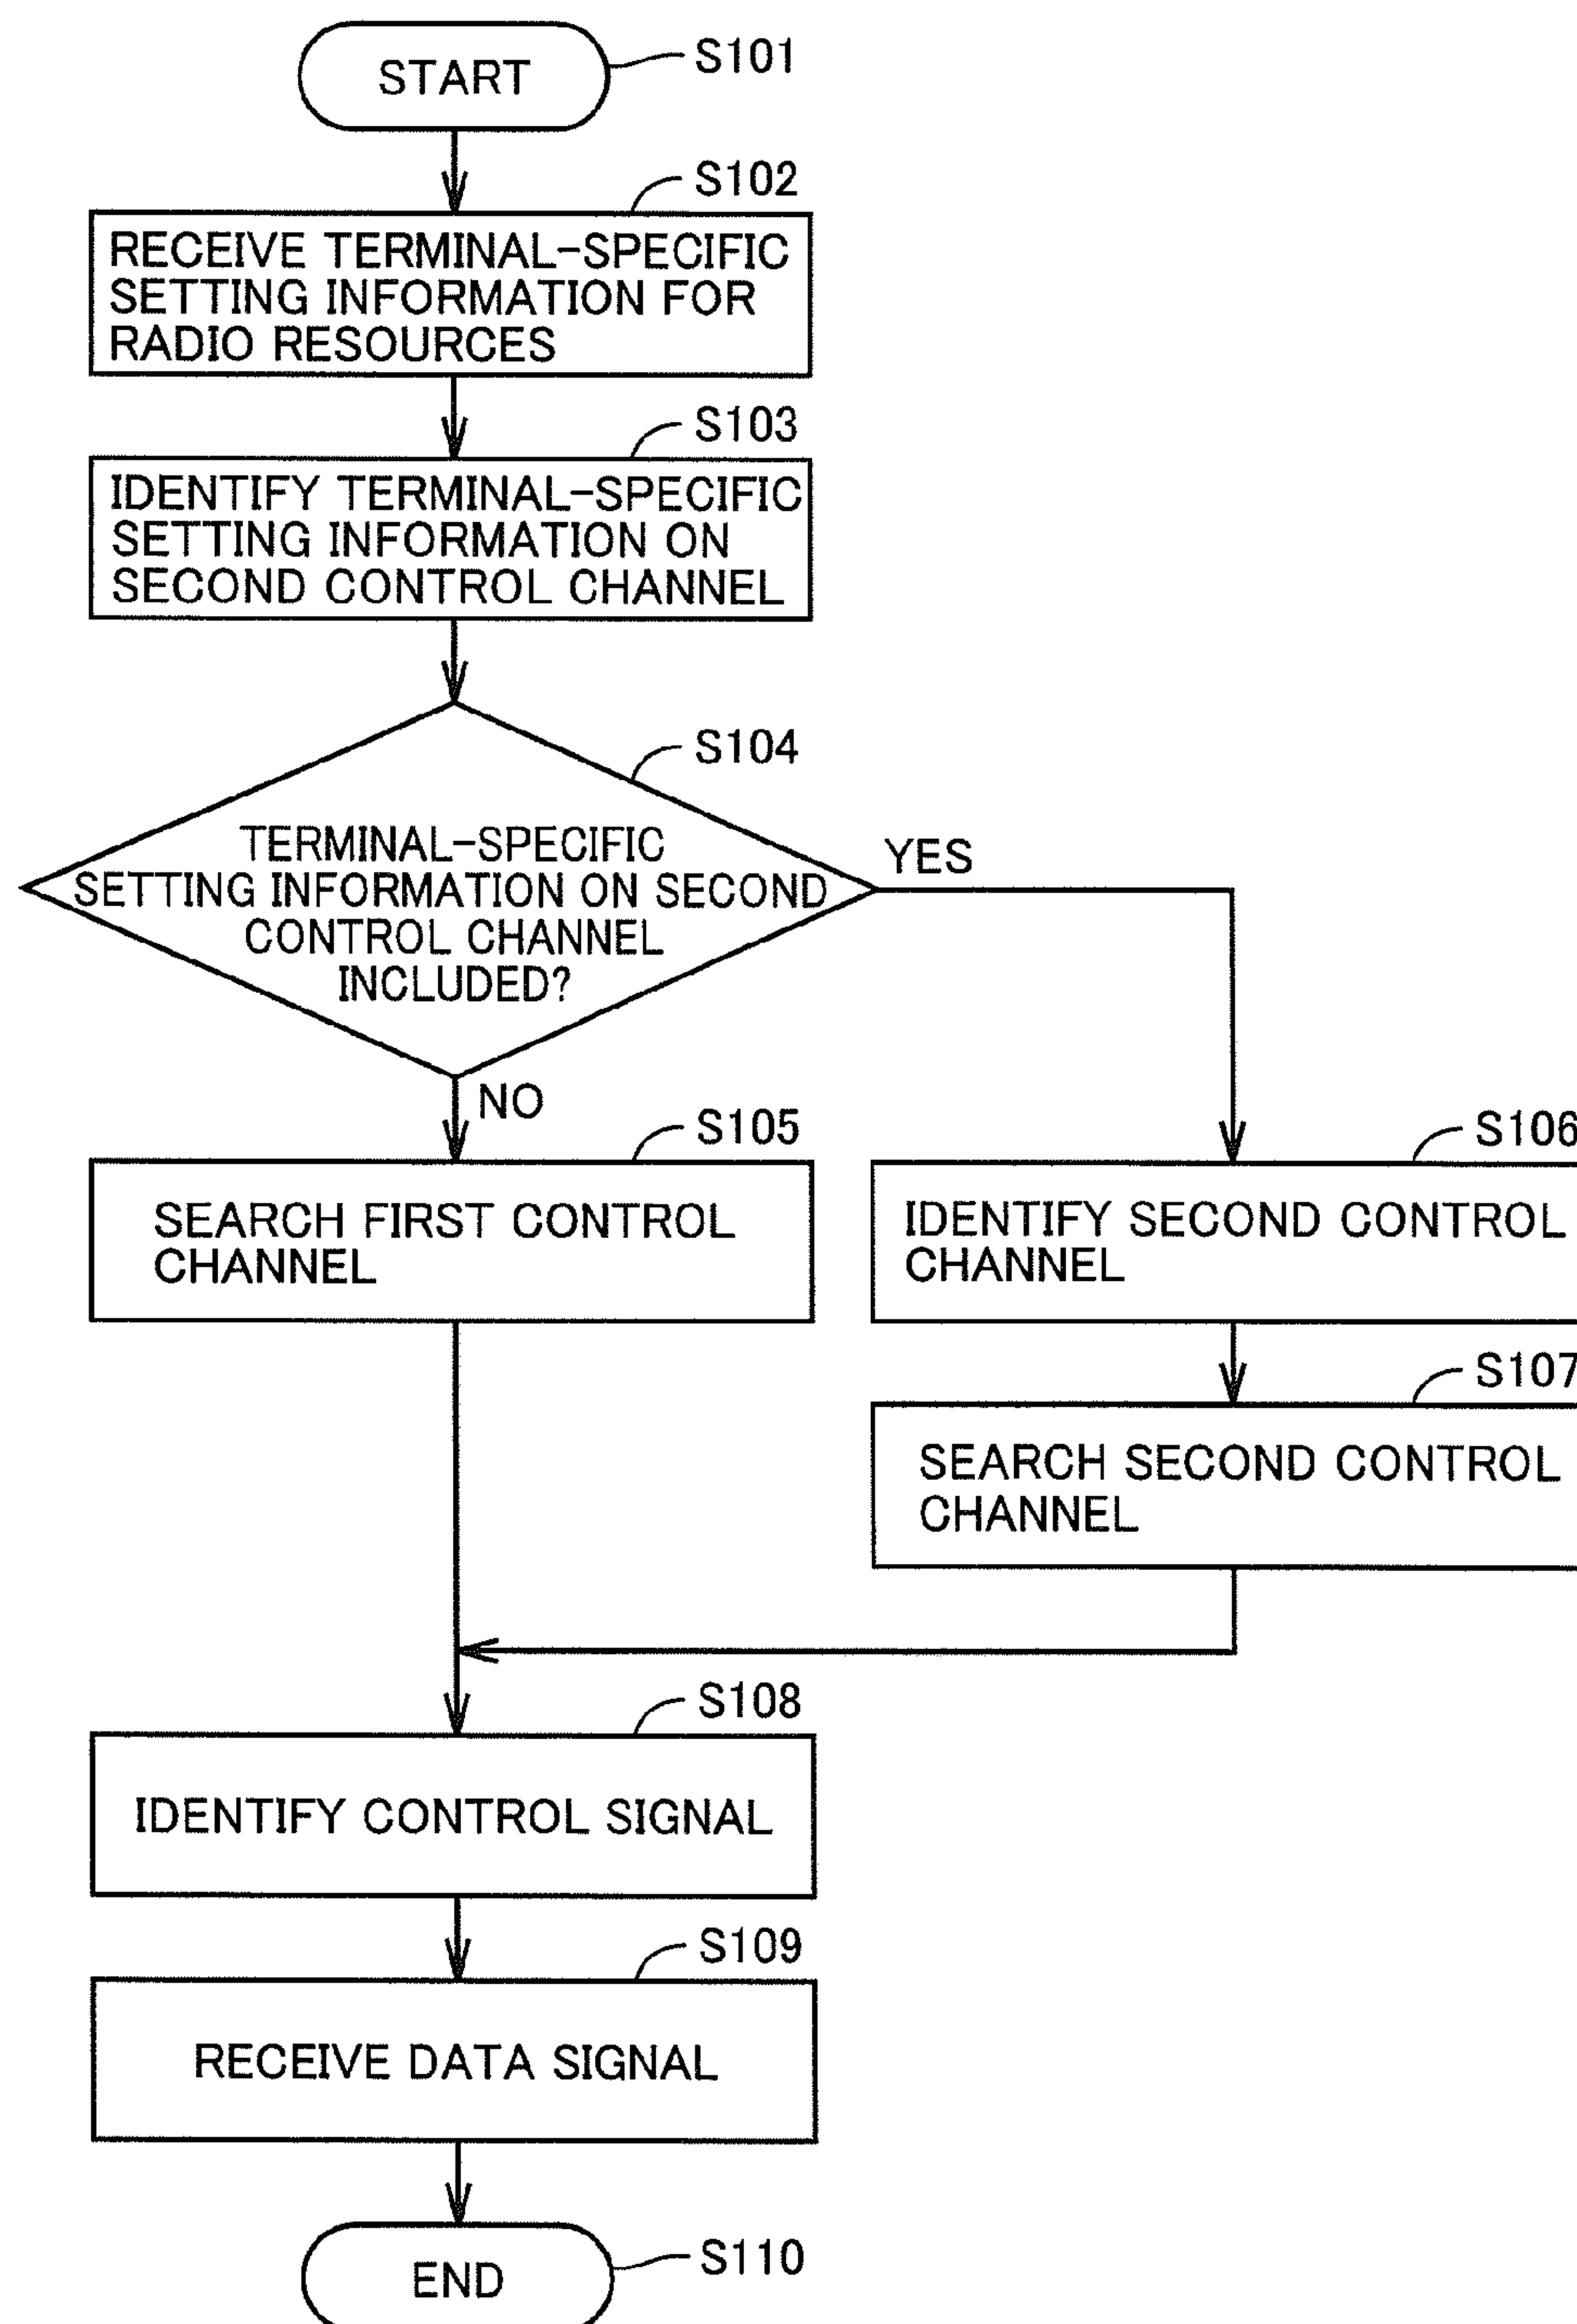 START
S101
S102
RECEIVE TERMINAL-SPECIFIC
SETTING INFORMATION FOR
RADIO RESOURCES
S103
IDENTIFY TERMINAL-SPECIFIC
SETTING INFORMATION ON
SECOND CONTROL CHANNEL
S104
TERMINAL-SPECIFIC
SETTING INFORMATION ON SECOND
CONTROL CHANNEL
INCLUDED?
YES
NO
S105
SEARCH FIRST CONTROL
CHANNEL
S106
IDENTIFY SECOND CONTROL
CHANNEL
S107
SEARCH SECOND CONTROL
CHANNEL
S108
IDENTIFY CONTROL SIGNAL
S109
RECEIVE DATA SIGNAL
END
S110